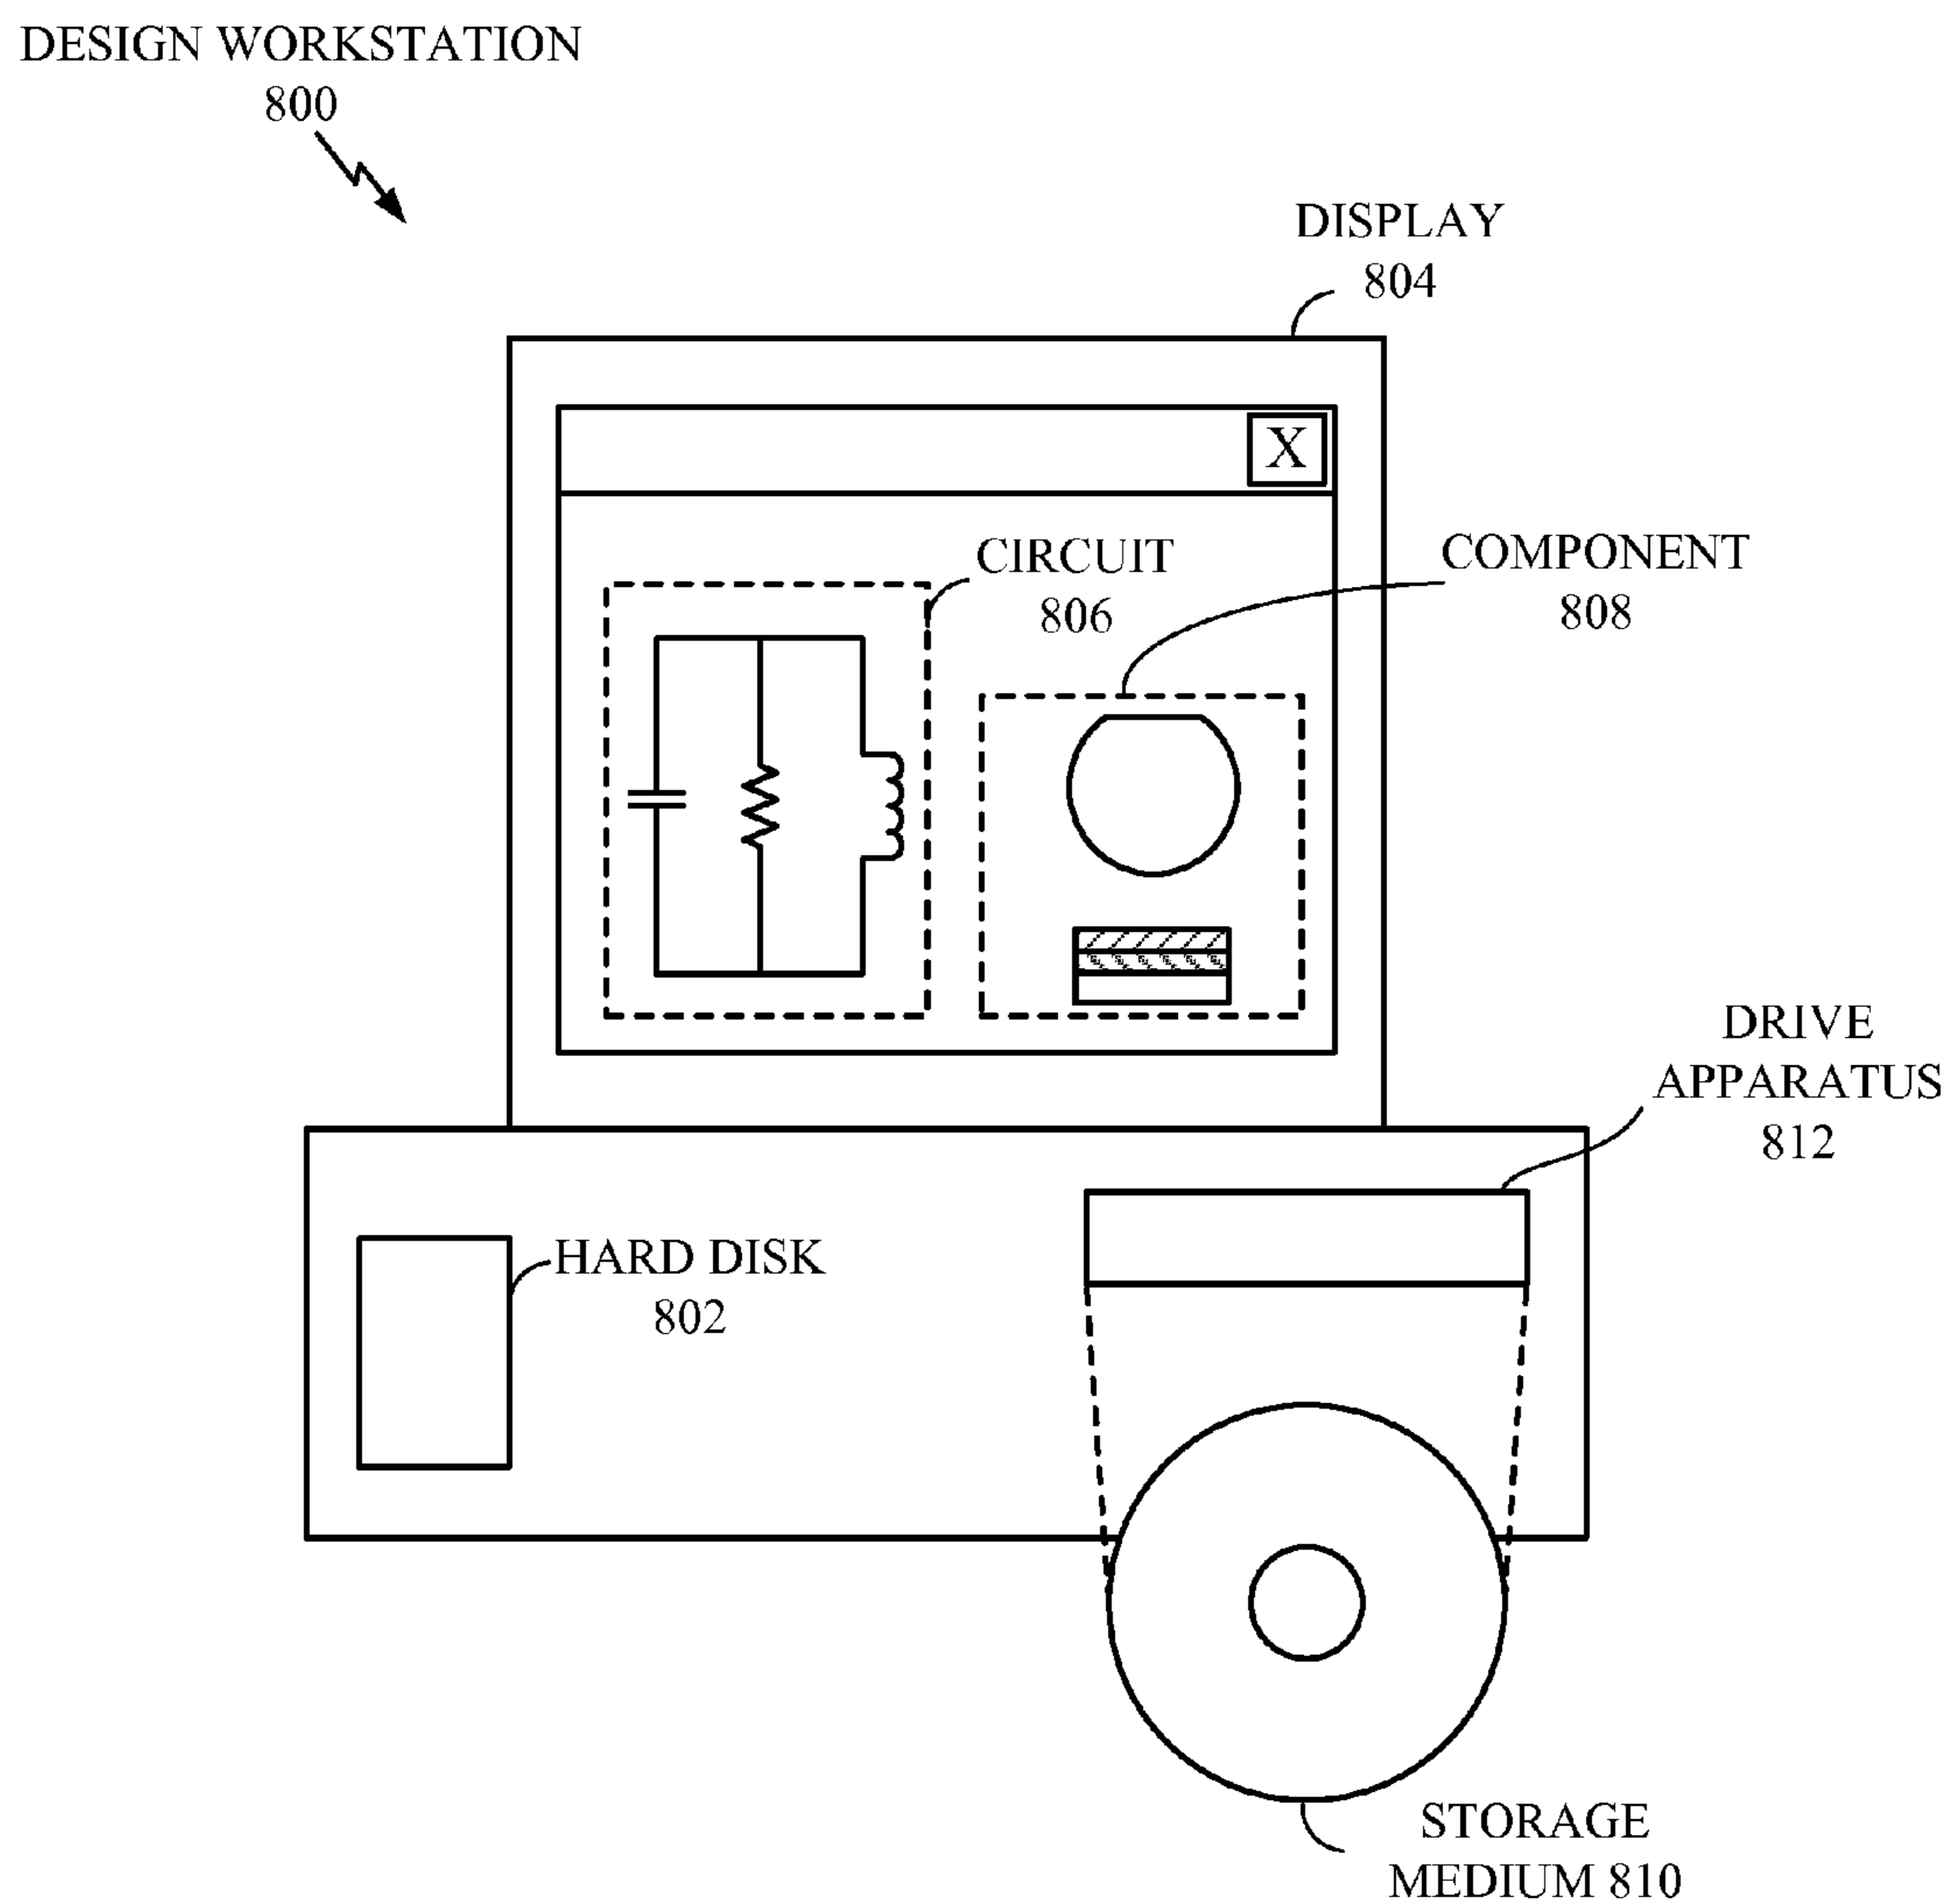 DESIGN WORKSTATION
800
DISPLAY
804
X
CIRCUIT
806
COMPONENT
808
DRIVE
APPARATUS
812
HARD DISK
802
STORAGE
MEDIUM 810